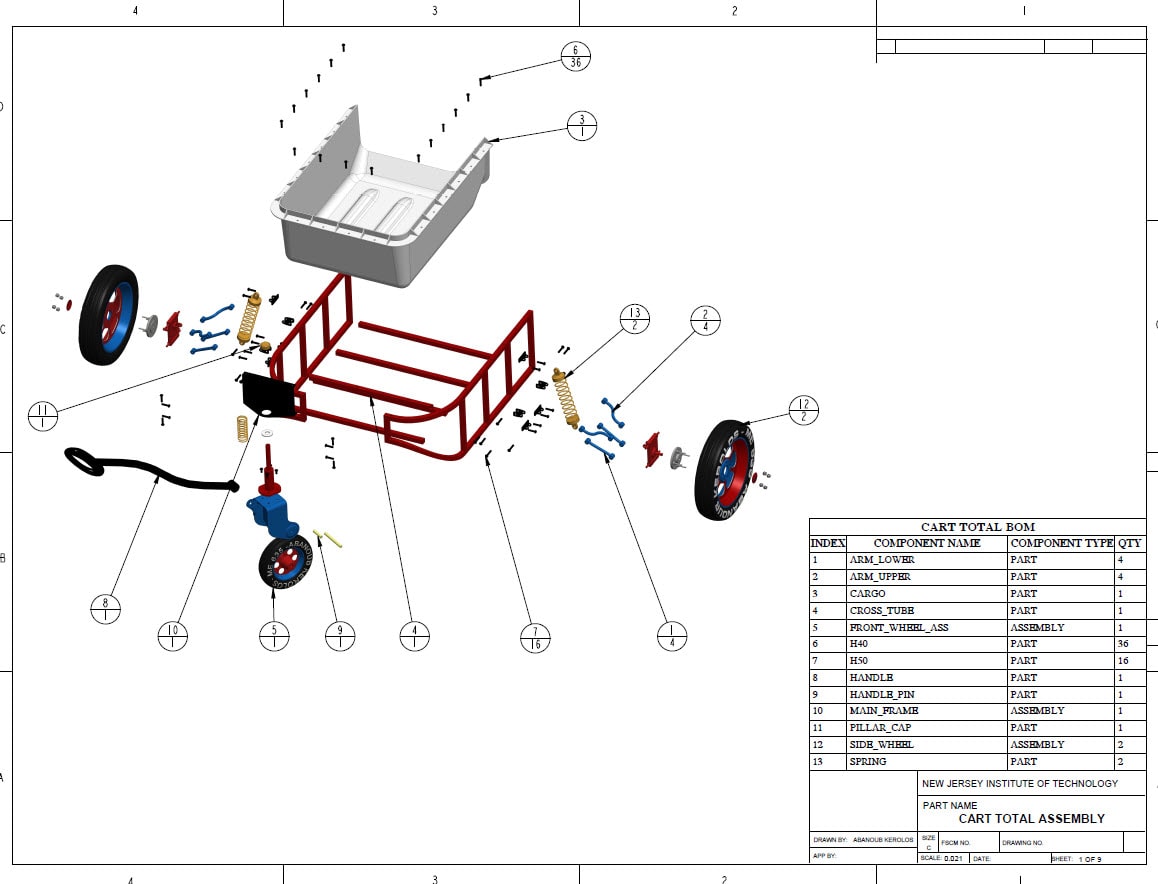 4 3 2 1
D
6
36
3
1
C
C
13
2
2
4
12
2
11
1
B
8
1
10
1
5
1
9
1
4
1
7
16
1
4
CART TOTAL BOM
INDEX COMPONENT NAME COMPONENT TYPE QTY
1 ARM_LOWER PART 4
2 ARM_UPPER PART 4
3 CARGO PART 1
4 CROSS_TUBE PART 1
5 FRONT_WHEEL_ASS ASSEMBLY 1
6 H40 PART 36
7 H50 PART 16
8 HANDLE PART 1
9 HANDLE_PIN PART 1
10 MAIN_FRAME ASSEMBLY 1
11 PILLAR_CAP PART 1
12 SIDE_WHEEL ASSEMBLY 2
13 SPRING PART 2
A
NEW JERSEY INSTITUTE OF TECHNOLOGY
PART NAME
CART TOTAL ASSEMBLY
DRAWN BY: ABANOUB KEROLOS
SIZE
C
FSCM NO.
DRAWING NO.
APP BY:
SCALE: 0.021 DATE: SHEET: 1 OF 9
4 3 2 1